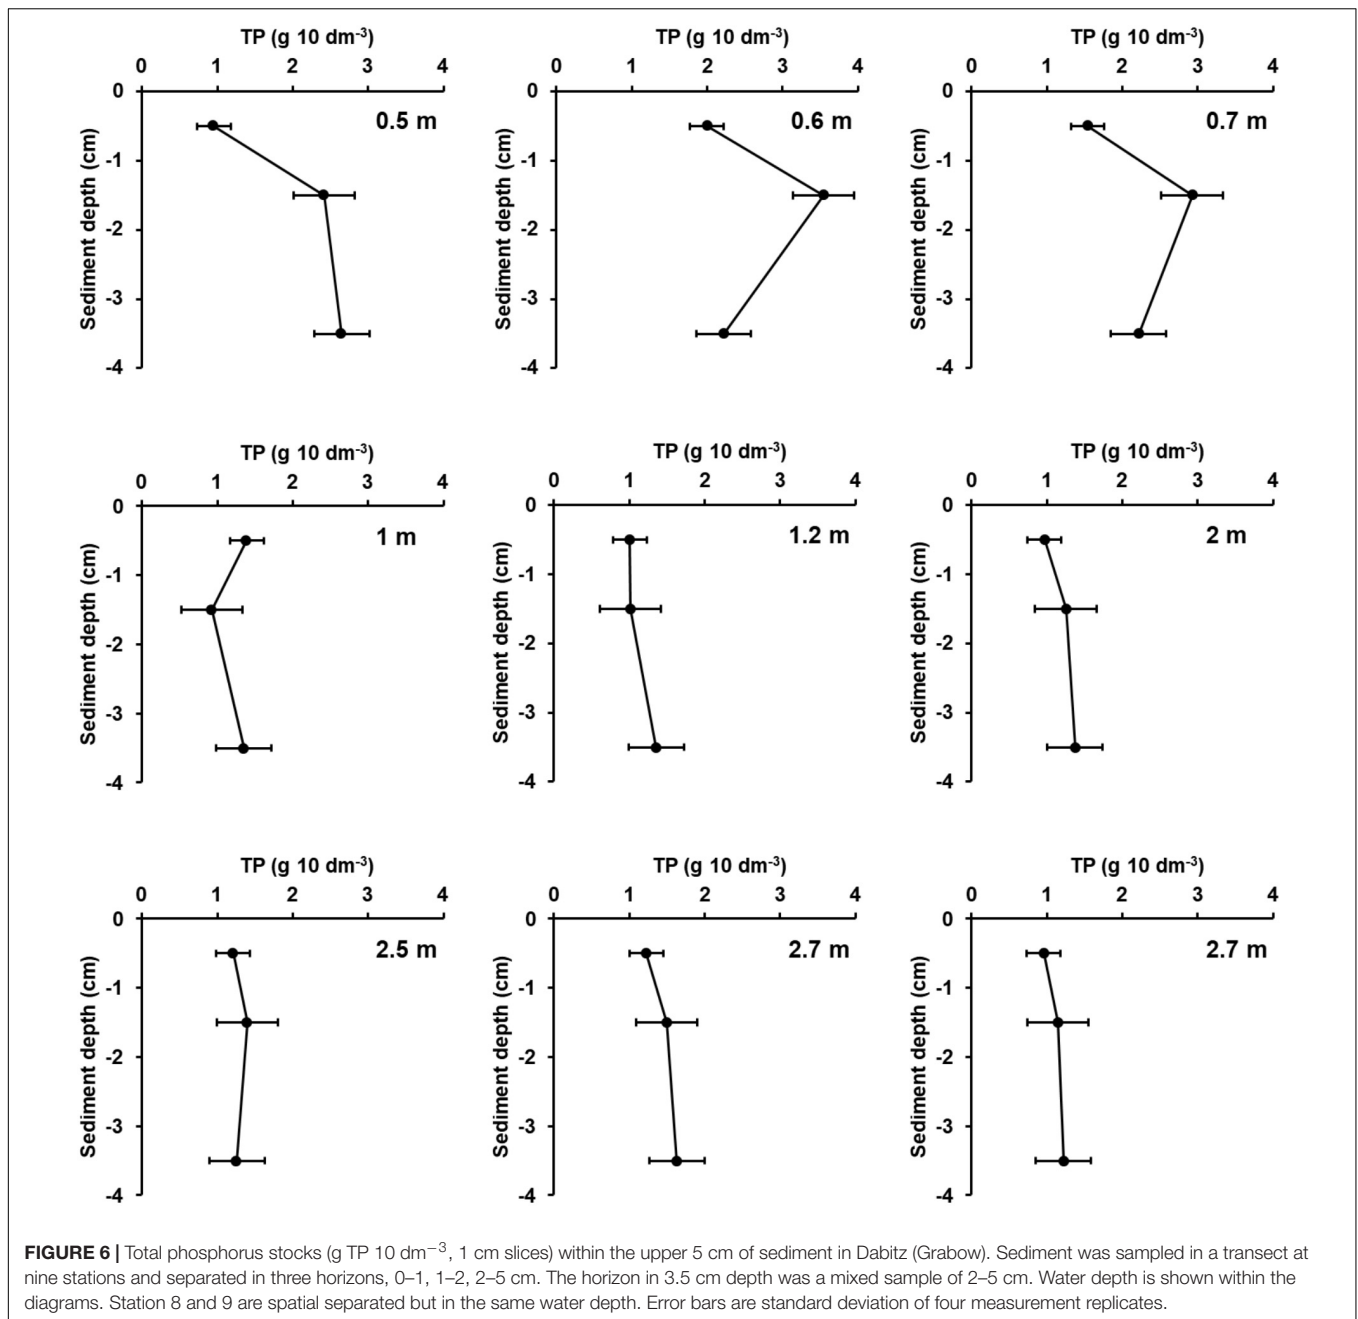 TP (g 10 dm⁻³) TP (g 10 dm⁻³) TP (g 10 dm⁻³)
0 1 2 3 4 0 1 2 3 4 0 1 2 3 4
0 0 0
0.5 m 0.6 m 0.7 m
-1 -1 -1
Sediment depth (cm) Sediment depth (cm) Sediment depth (cm)
-2 -2 -2
-3 -3 -3
-4 -4 -4
TP (g 10 dm⁻³) TP (g 10 dm⁻³) TP (g 10 dm⁻³)
0 1 2 3 4 0 1 2 3 4 0 1 2 3 4
0 0 0
1 m 1.2 m 2 m
-1 -1 -1
Sediment depth (cm) Sediment depth (cm) Sediment depth (cm)
-2 -2 -2
-3 -3 -3
-4 -4 -4
TP (g 10 dm⁻³) TP (g 10 dm⁻³) TP (g 10 dm⁻³)
0 1 2 3 4 0 1 2 3 4 0 1 2 3 4
0 0 0
2.5 m 2.7 m 2.7 m
-1 -1 -1
Sediment depth (cm) Sediment depth (cm) Sediment depth (cm)
-2 -2 -2
-3 -3 -3
-4 -4 -4
FIGURE 6 | Total phosphorus stocks (g TP 10 dm⁻³, 1 cm slices) within the upper 5 cm of sediment in Dabitz (Grabow). Sediment was sampled in a transect at
nine stations and separated in three horizons, 0–1, 1–2, 2–5 cm. The horizon in 3.5 cm depth was a mixed sample of 2–5 cm. Water depth is shown within the
diagrams. Station 8 and 9 are spatial separated but in the same water depth. Error bars are standard deviation of four measurement replicates.